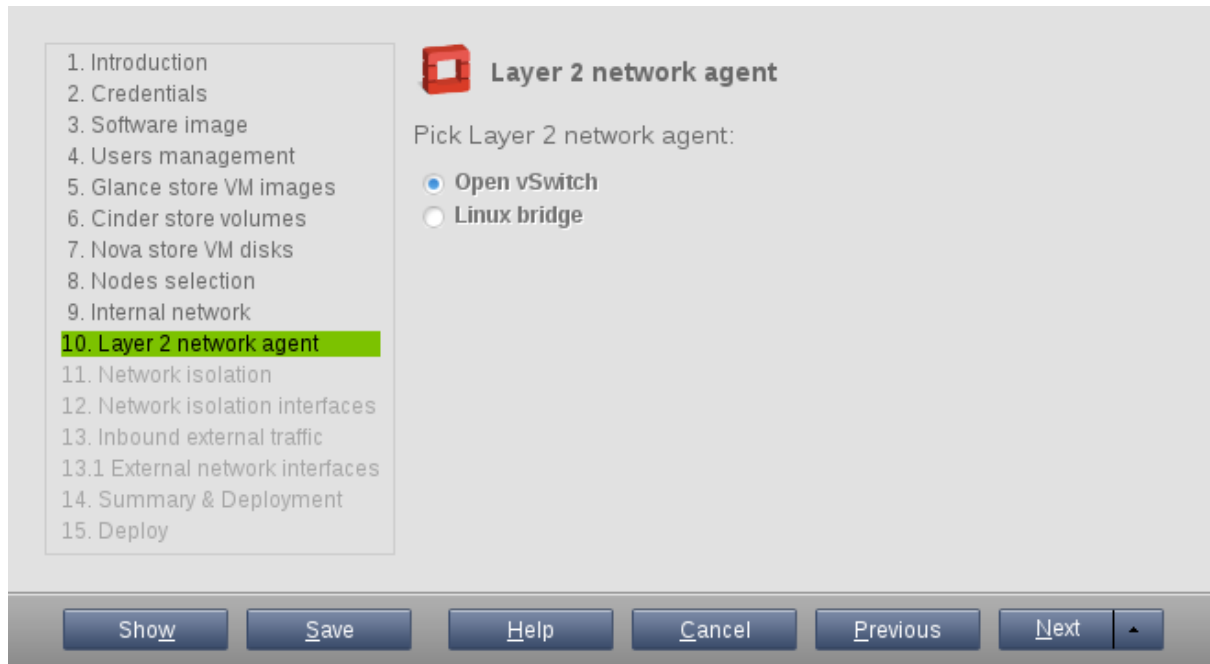 1. Introduction
2. Credentials
3. Software image
4. Users management
5. Glance store VM images
6. Cinder store volumes
7. Nova store VM disks
8. Nodes selection
9. Internal network
10. Layer 2 network agent
11. Network isolation
12. Network isolation interfaces
13. Inbound external traffic
13.1 External network interfaces
14. Summary & Deployment
15. Deploy
Layer 2 network agent
Pick Layer 2 network agent:
Open vSwitch
Linux bridge
Show Save Help Cancel Previous Next